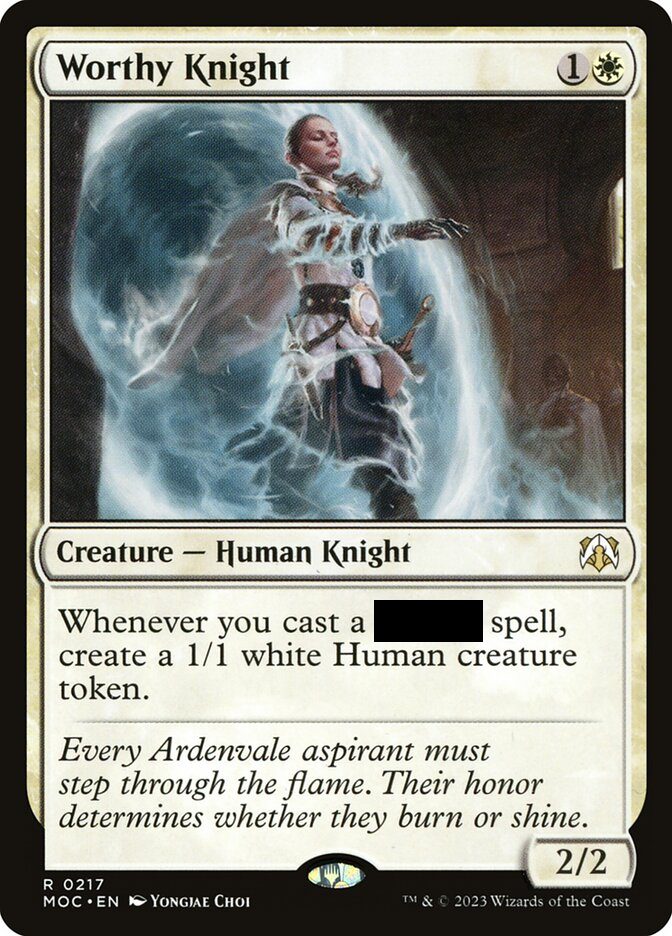 Worthy Knight 1
Creature — Human Knight
Whenever you cast a spell,
create a 1/1 white Human creature
token.
Every Ardenvale aspirant must
step through the flame. Their honor
determines whether they burn or shine.
2/2
R 0217
MOC • EN Yongjae Choi
™ & © 2023 Wizards of the Coast